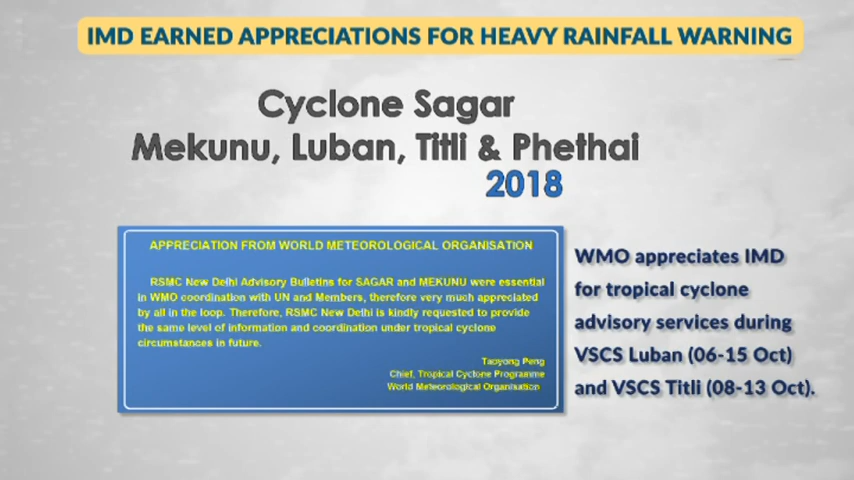 IMD EARNED APPRECIATIONS FOR HEAVY RAINFALL WARNING
Cyclone Sagar
Mekunu, Luban, Titli & Phethai
2018
APPRECIATION FROM WORLD METEOROLOGICAL ORGANISATION
RSMC New Delhi Advisory Bulletins for SAGAR and MEKUNU were essential
in WMO coordination with UN and Members, therefore very much appreciated
by all in the loop. Therefore, RSMC New Delhi is kindly requested to provide
the same level of information and coordination under tropical cyclone
circumstances in future.
Taoyong Peng
Chief, Tropical Cyclone Programme
World Meteorological Organisation
WMO appreciates IMD
for tropical cyclone
advisory services during
VSCS Luban (06-15 Oct)
and VSCS Titli (08-13 Oct).